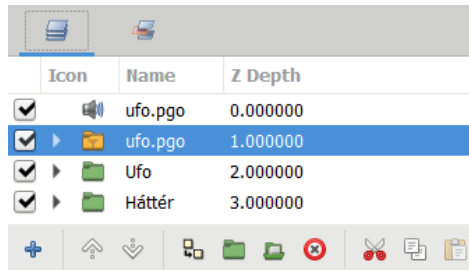 Icon Name Z Depth
ufo.pgo 0.000000
ufo.pgo 1.000000
Ufo 2.000000
Háttér 3.000000